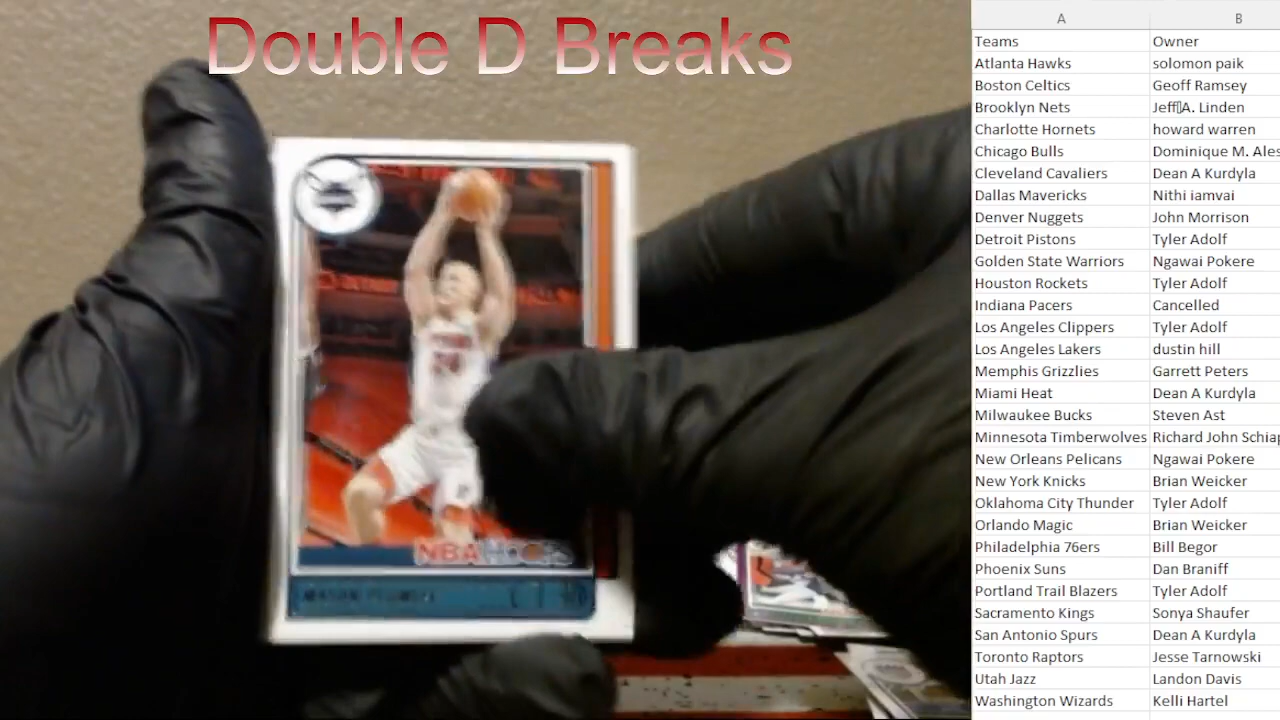 Double D Breaks
A B
Teams Owner
Atlanta Hawks solomon paik
Boston Celtics Geoff Ramsey
Brooklyn Nets Jeff▯A. Linden
Charlotte Hornets howard warren
Chicago Bulls Dominique M. Ales
Cleveland Cavaliers Dean A Kurdyla
Dallas Mavericks Nithi iamvai
Denver Nuggets John Morrison
Detroit Pistons Tyler Adolf
Golden State Warriors Ngawai Pokere
Houston Rockets Tyler Adolf
Indiana Pacers Cancelled
Los Angeles Clippers Tyler Adolf
Los Angeles Lakers dustin hill
Memphis Grizzlies Garrett Peters
Miami Heat Dean A Kurdyla
Milwaukee Bucks Steven Ast
Minnesota Timberwolves Richard John Schiap
New Orleans Pelicans Ngawai Pokere
New York Knicks Brian Weicker
Oklahoma City Thunder Tyler Adolf
Orlando Magic Brian Weicker
Philadelphia 76ers Bill Begor
Phoenix Suns Dan Braniff
Portland Trail Blazers Tyler Adolf
Sacramento Kings Sonya Shaufer
San Antonio Spurs Dean A Kurdyla
Toronto Raptors Jesse Tarnowski
Utah Jazz Landon Davis
Washington Wizards Kelli Hartel
NBA HOOPS
MASON PLUMLEE